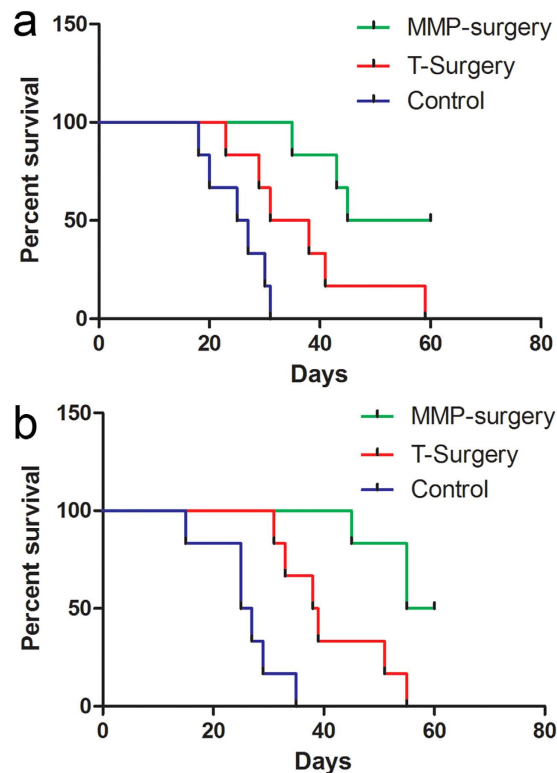 a
150
100
50
0
Percent survival
MMP-surgery
T-Surgery
Control
0 20 40 60 80
Days
b
150
100
50
0
Percent survival
MMP-surgery
T-Surgery
Control
0 20 40 60 80
Days